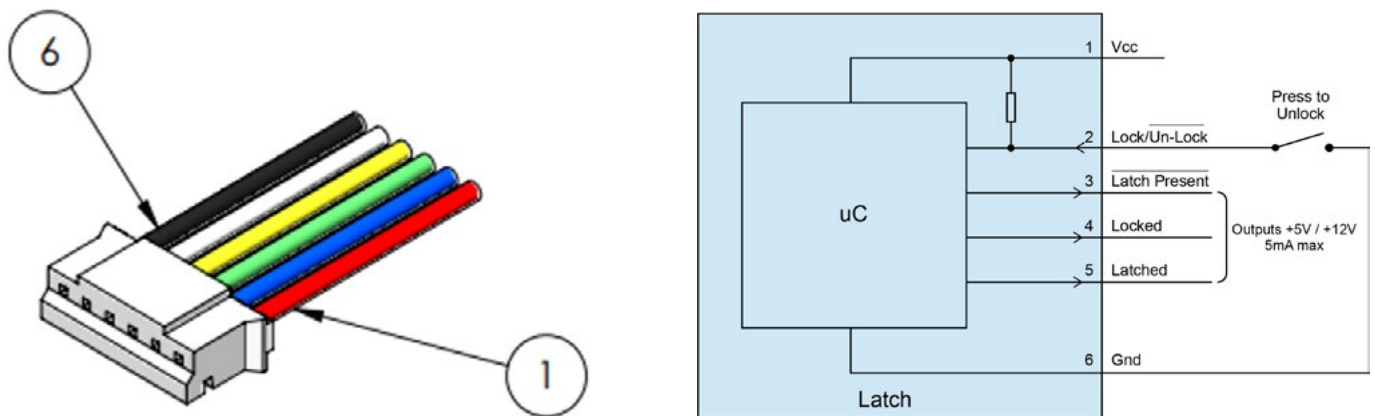 6
1
1 Vcc
Press to
Unlock
2 Lock/Un-Lock
3 Latch Present
uC
4 Locked
Outputs +5V / +12V
5mA max
5 Latched
6 Gnd
Latch